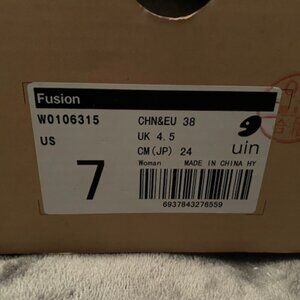 Fusion
W0106315
CHN&EU 38
UK 4.5
US
CM(JP) 24
uin
7
Woman MADE IN CHINA HY
6937843276559